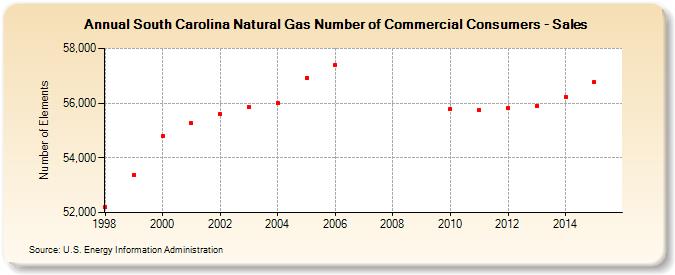 Annual South Carolina Natural Gas Number of Commercial Consumers - Sales
Number of Elements
58,000
56,000
54,000
52,000
1998 2000 2002 2004 2006 2008 2010 2012 2014
Source: U.S. Energy Information Administration